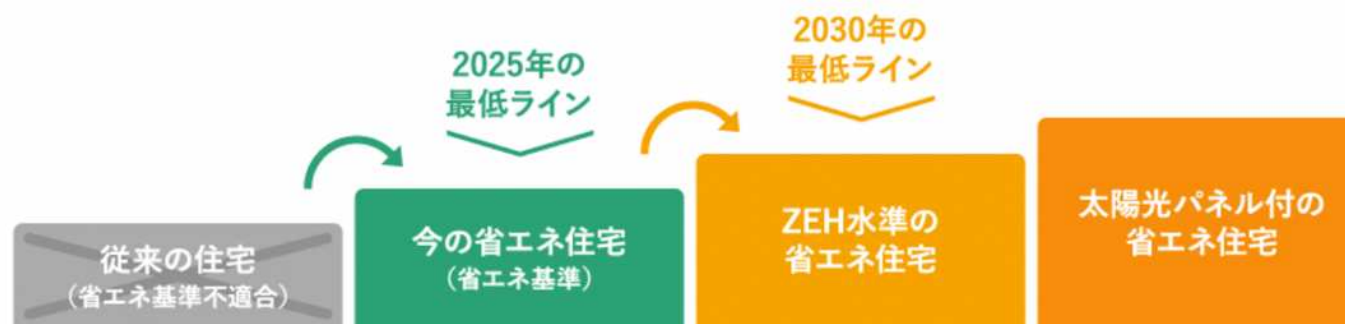 2025年の
最低ライン
2030年の
最低ライン
従来の住宅
（省エネ基準不適合）
今の省エネ住宅
（省エネ基準）
ZEH水準の
省エネ住宅
太陽光パネル付の
省エネ住宅